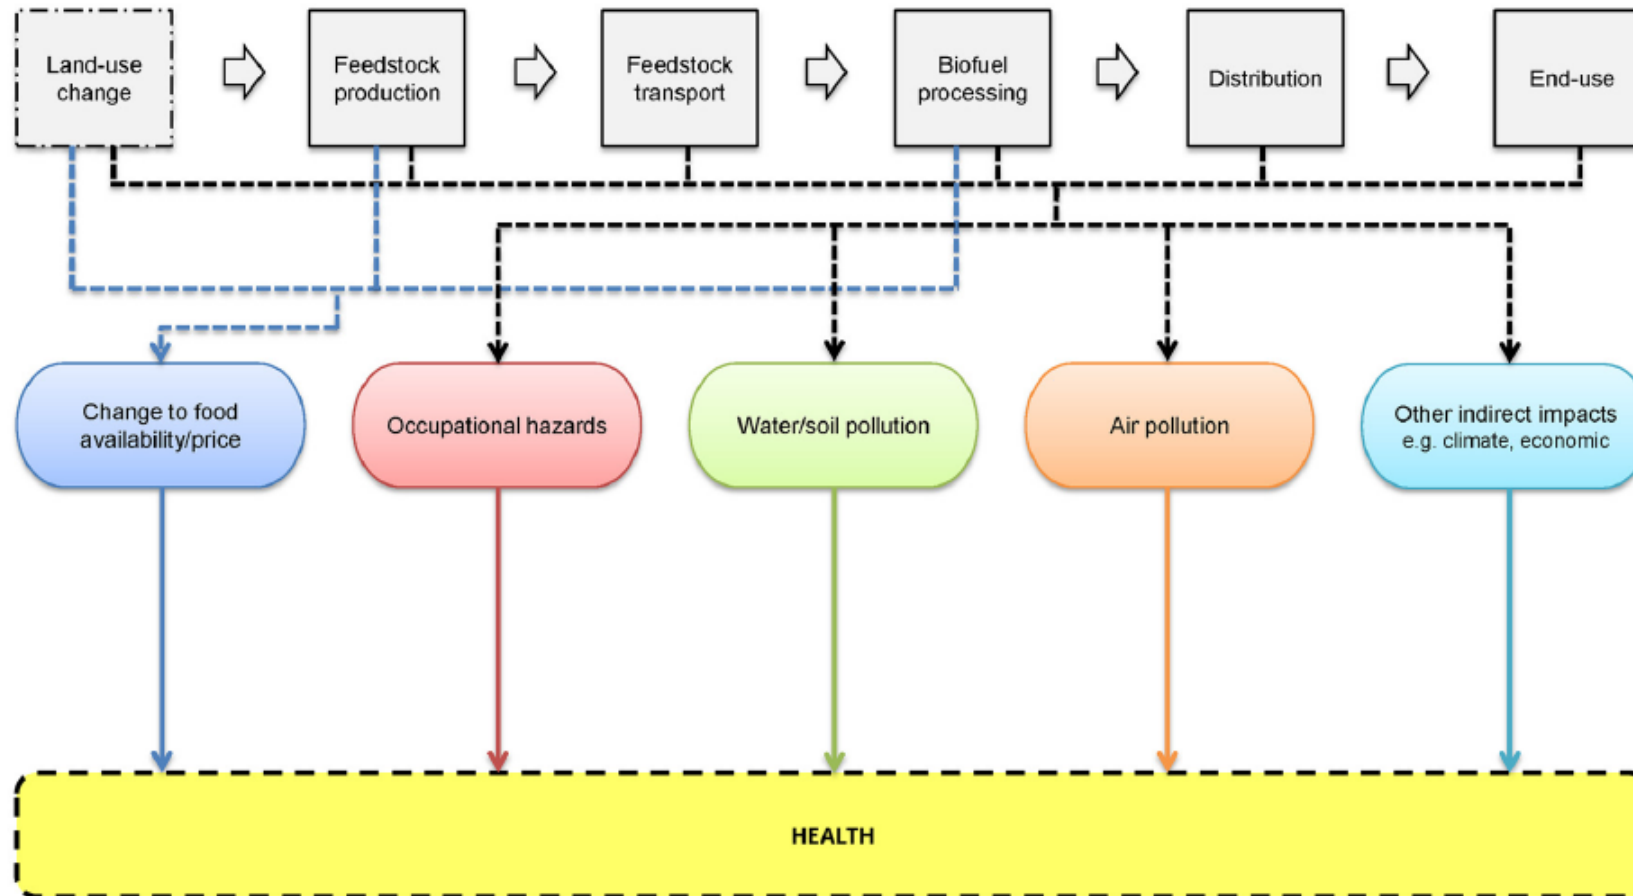 Land-use
change
Feedstock
production
Feedstock
transport
Biofuel
processing
Distribution
End-use
Change to food
availability/price
Occupational hazards
Water/soil pollution
Air pollution
Other indirect impacts
e.g. climate, economic
HEALTH